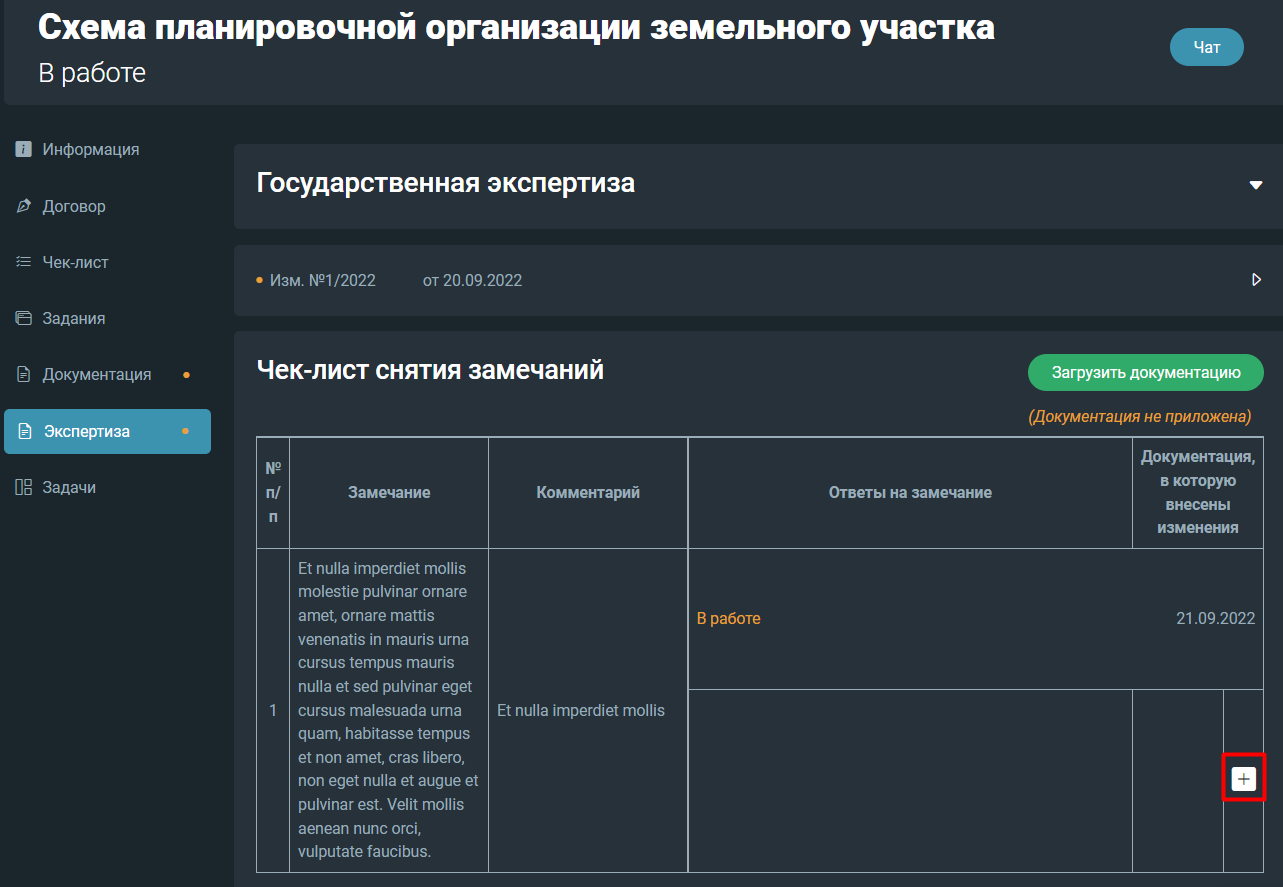 Схема планировочной организации земельного участка
В работе
Чат
Информация
Договор
Чек-лист
Задания
Документация
Экспертиза
Задачи
Государственная экспертиза
Изм. №1/2022 от 20.09.2022
Чек-лист снятия замечаний
Загрузить документацию
(Документация не приложена)
№
п/
п
Замечание
Комментарий
Ответы на замечание
Документация,
в которую
внесены
изменения
1
Et nulla imperdiet mollis
molestie pulvinar ornare
amet, ornare mattis
venenatis in mauris urna
cursus tempus mauris
nulla et sed pulvinar eget
cursus malesuada urna
quam, habitasse tempus
et non amet, cras libero,
non eget nulla et augue et
pulvinar est. Velit mollis
aenean nunc orci,
vulputate faucibus.
Et nulla imperdiet mollis
В работе 21.09.2022